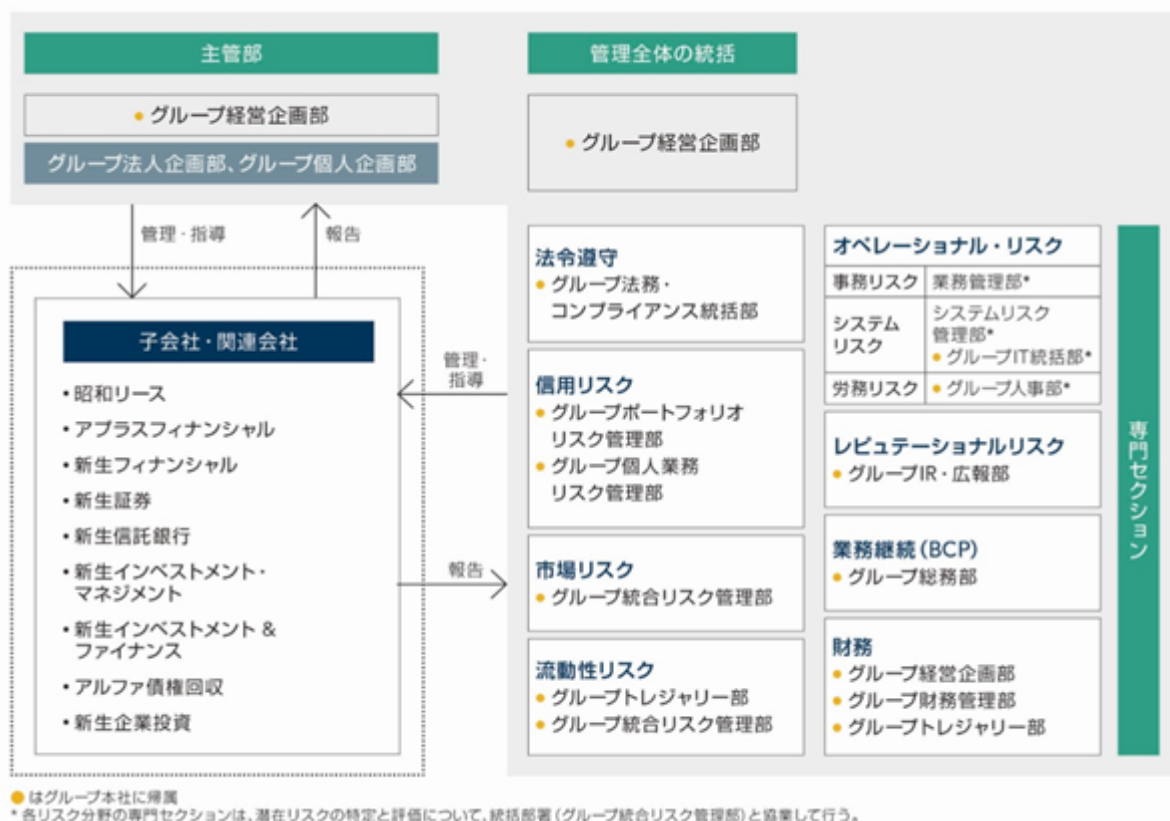 主管部
● グループ経営企画部
グループ法人企画部、グループ個人企画部
管理・指導
報告
子会社・関連会社
• 昭和リース
• アプラスフィナンシャル
• 新生フィナンシャル
• 新生証券
• 新生信託銀行
• 新生インベストメント・
マネジメント
• 新生インベストメント &
ファイナンス
• アルファ債権回収
• 新生企業投資
管理・
指導
報告
管理全体の統括
● グループ経営企画部
法令遵守
● グループ法務・
コンプライアンス統括部
信用リスク
● グループポートフォリオ
リスク管理部
● グループ個人業務
リスク管理部
市場リスク
● グループ統合リスク管理部
流動性リスク
● グループトレジャリー部
● グループ統合リスク管理部
オペレーショナル・リスク
事務リスク 業務管理部*
システム
リスク
システムリスク
管理部*
● グループIT統括部*
労務リスク ● グループ人事部*
レピュテーショナルリスク
● グループIR・広報部
業務継続(BCP)
● グループ総務部
財務
● グループ経営企画部
● グループ財務管理部
● グループトレジャリー部
専門セクション
● はグループ本社に帰属
* 各リスク分野の専門セクションは、潜在リスクの特定と評価について、統括部署(グループ統合リスク管理部)と協業して行う。